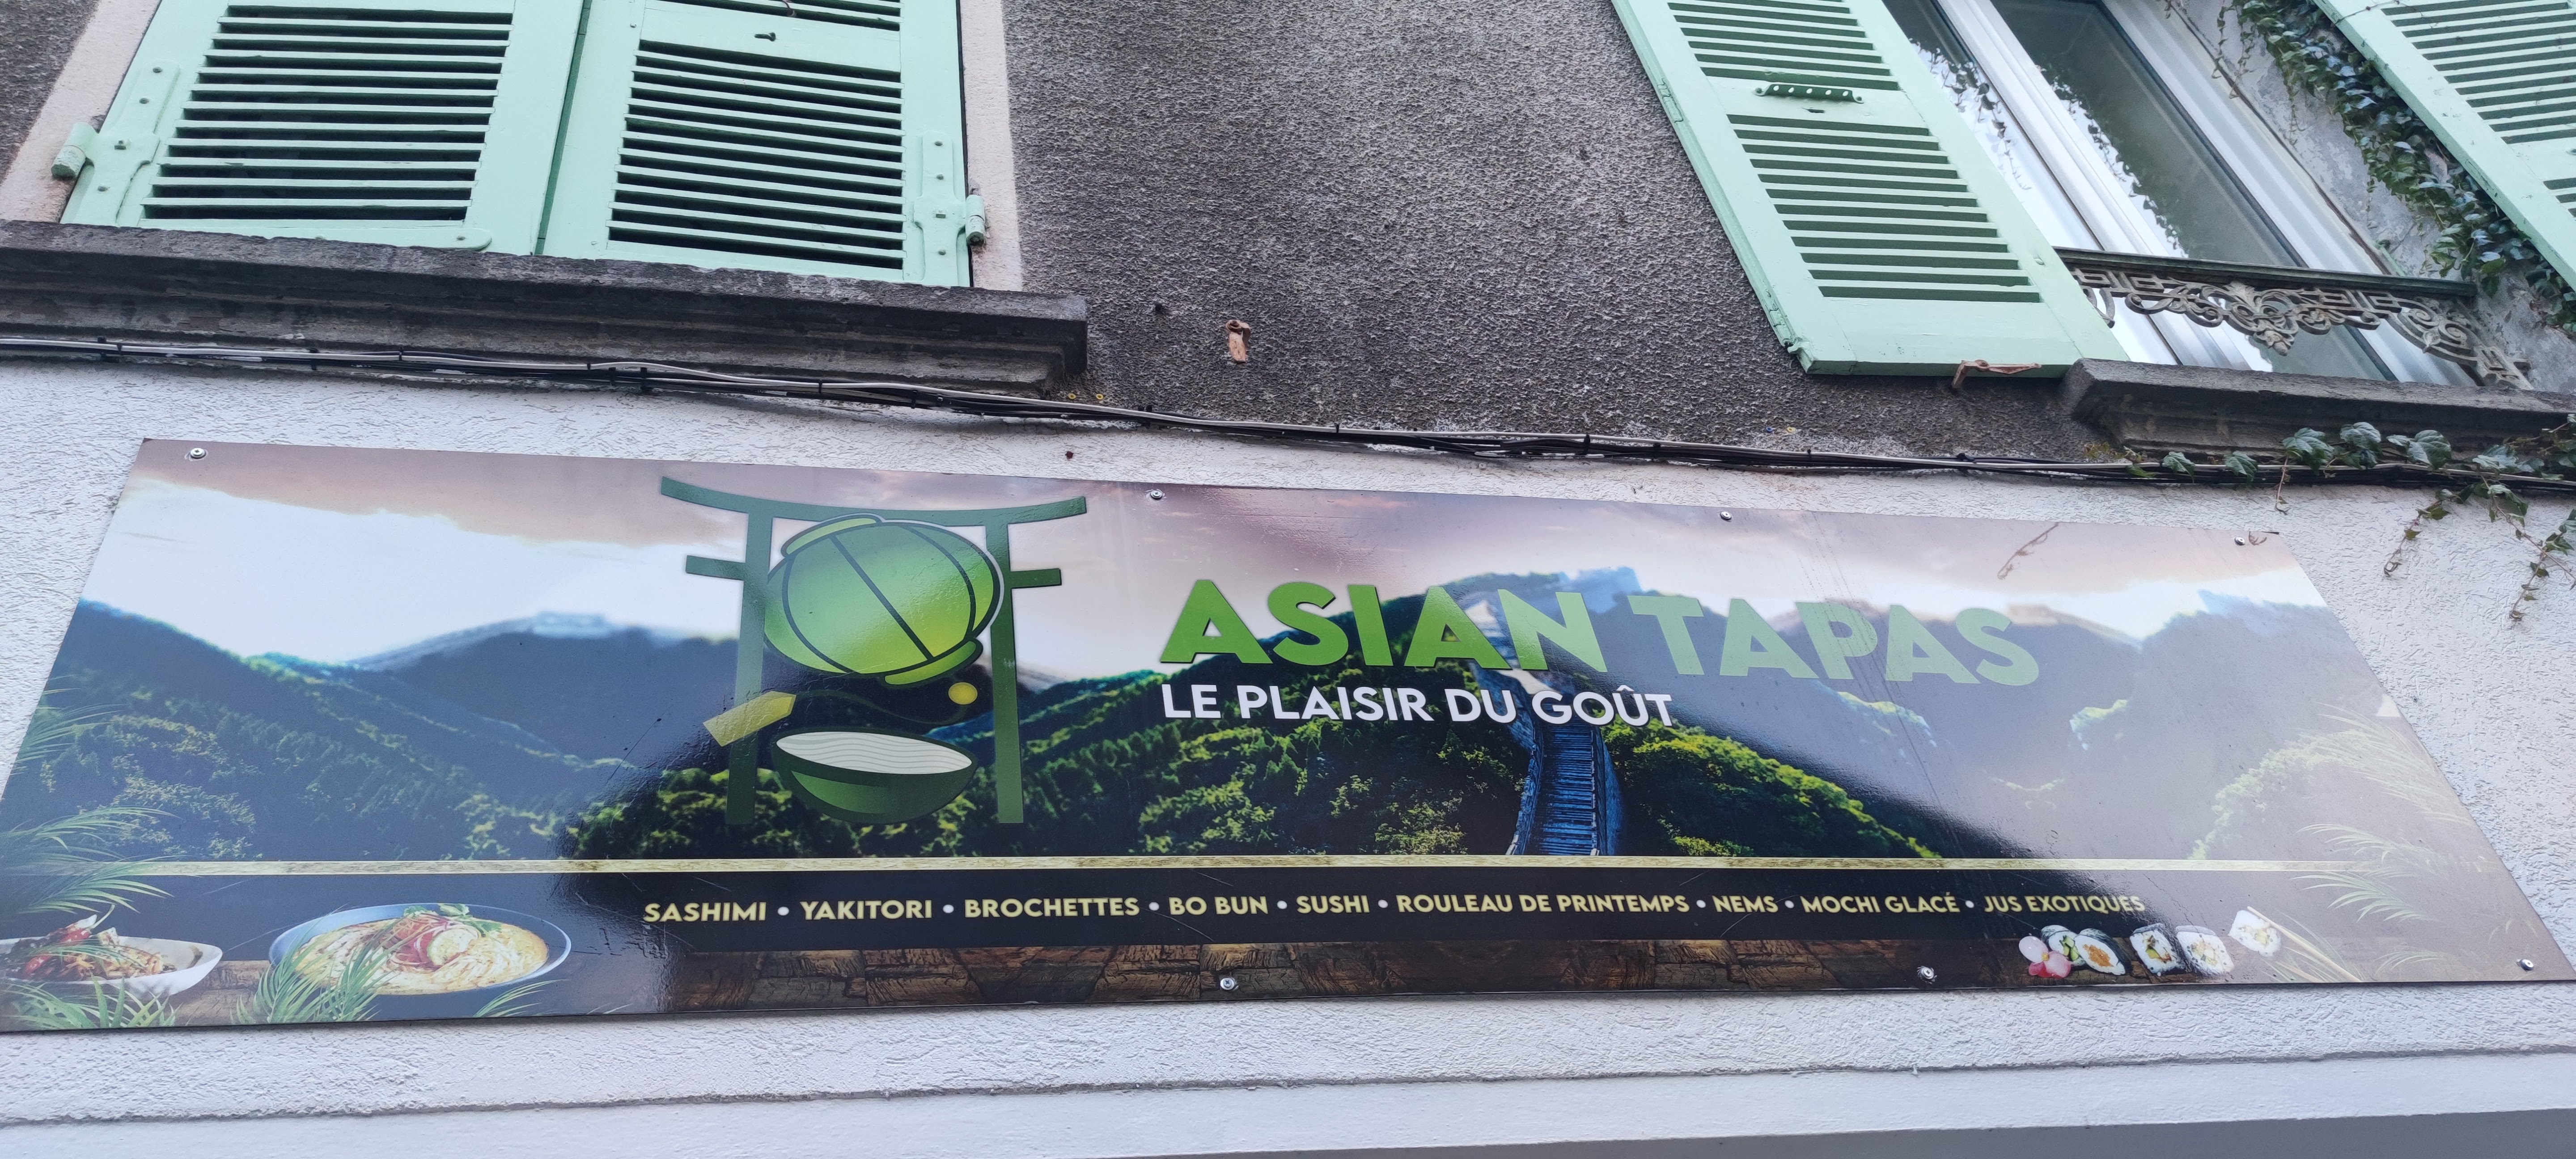 ASIAN TAPAS
LE PLAISIR DU GOÛT
SASHIMI • YAKITORI • BROCHETTES • BO BUN • SUSHI • ROULEAU DE PRINTEMPS • NEMS • MOCHI GLACÉ • JUS EXOTIQUES